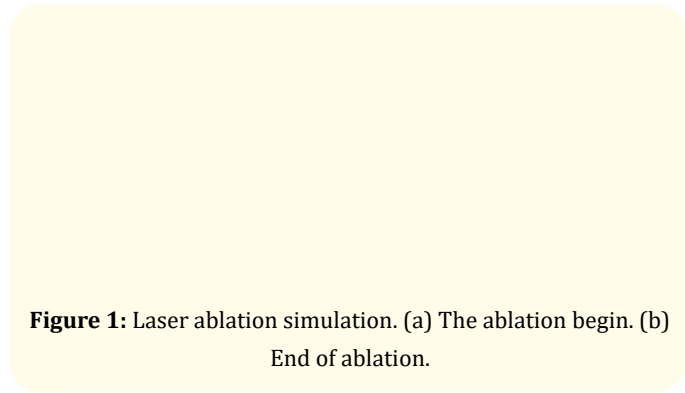 Figure 1: Laser ablation simulation. (a) The ablation begin. (b)
End of ablation.